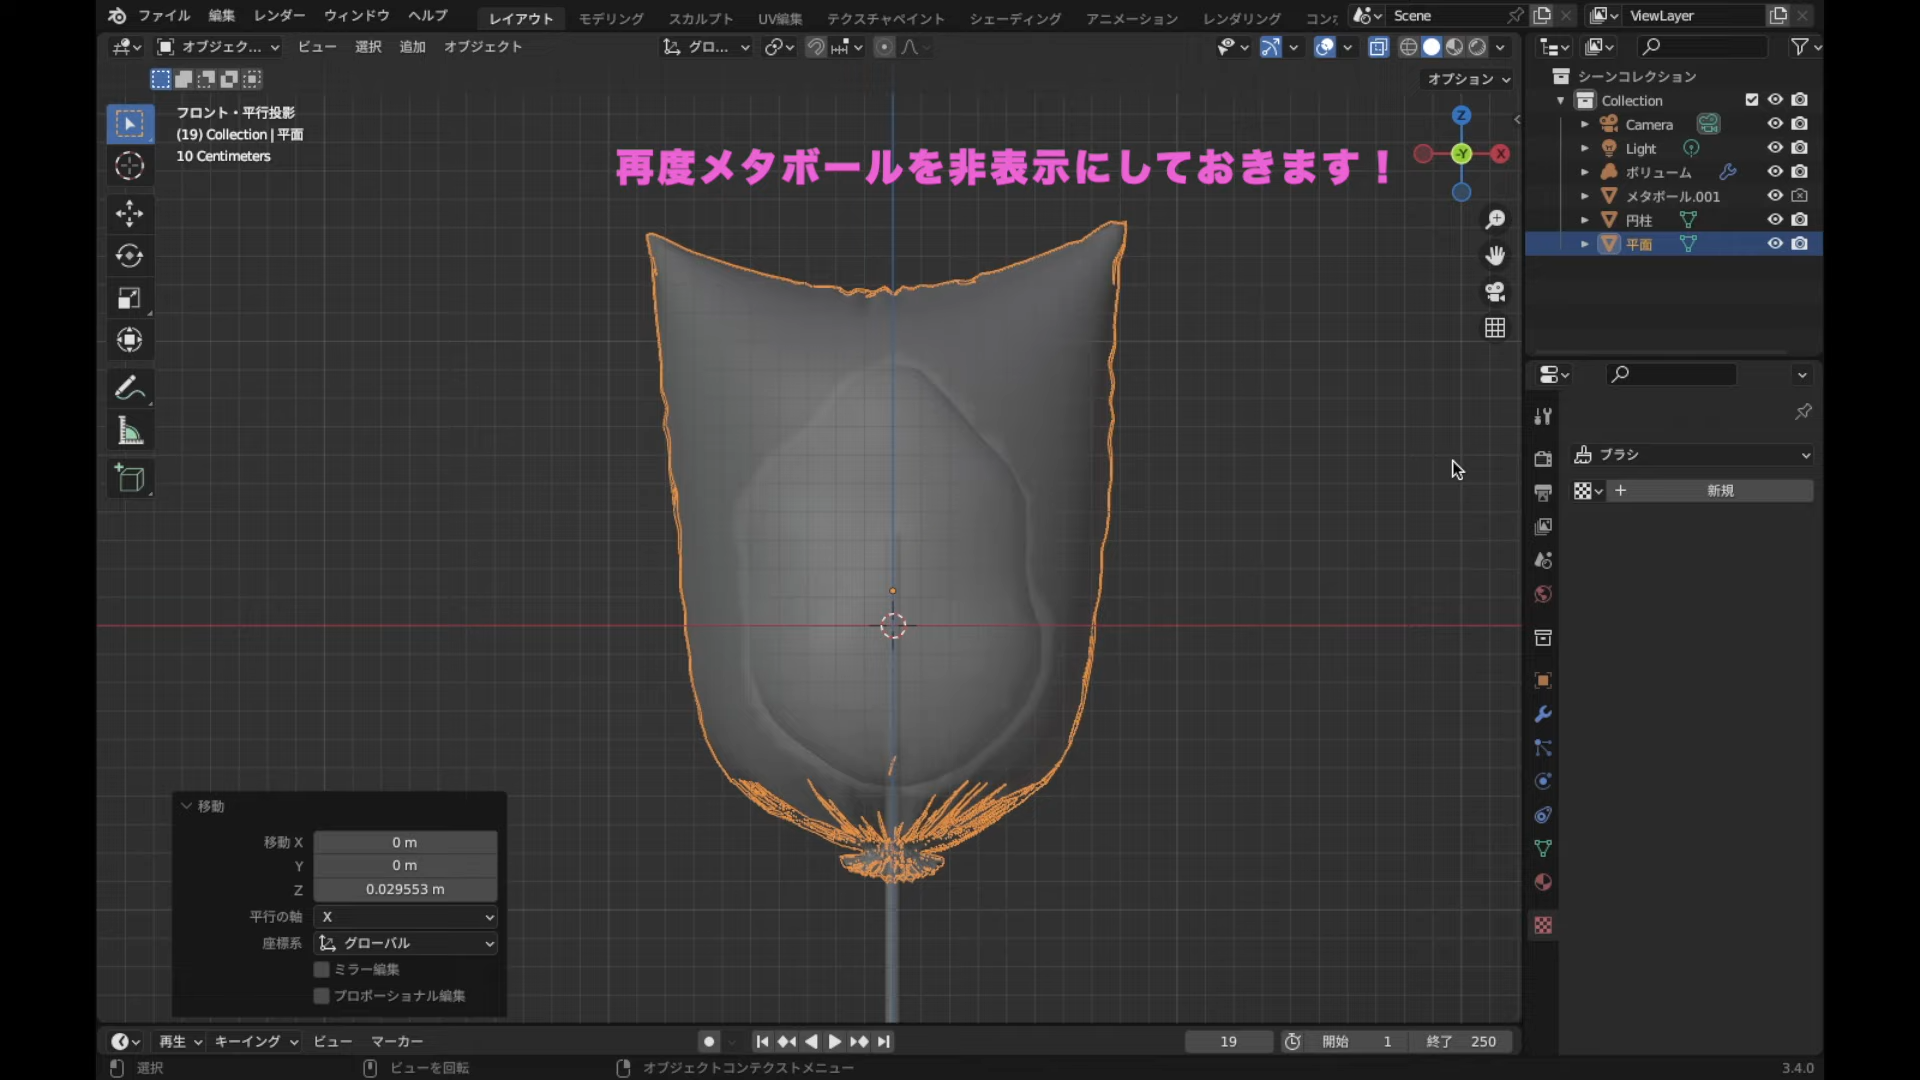 ファイル 編集 レンダー ウィンドウ ヘルプ レイアウト モデリング スカルプト UV編集 テクスチャペイント シェーディング アニメーション レンダリング Scene ViewLayer
オブジェク... ビュー 選択 追加 オブジェクト グロ...
オプション
フロント・平行投影
(19) Collection | 平面
10 Centimeters
再度メタボールを非表示にしておきます！
Z
-Y
X
シーンコレクション
Collection
Camera
Light
ボリューム
メタボール.001
円柱
平面
ブラシ
新規
移動
移動 X 0 m
Y 0 m
Z 0.029553 m
平行の軸 X
座標系 グローバル
ミラー編集
プロポーショナル編集
再生 キーイング ビュー マーカー 19 開始 1 終了 250
選択 ビューを回転 オブジェクトコンテクストメニュー 3.4.0